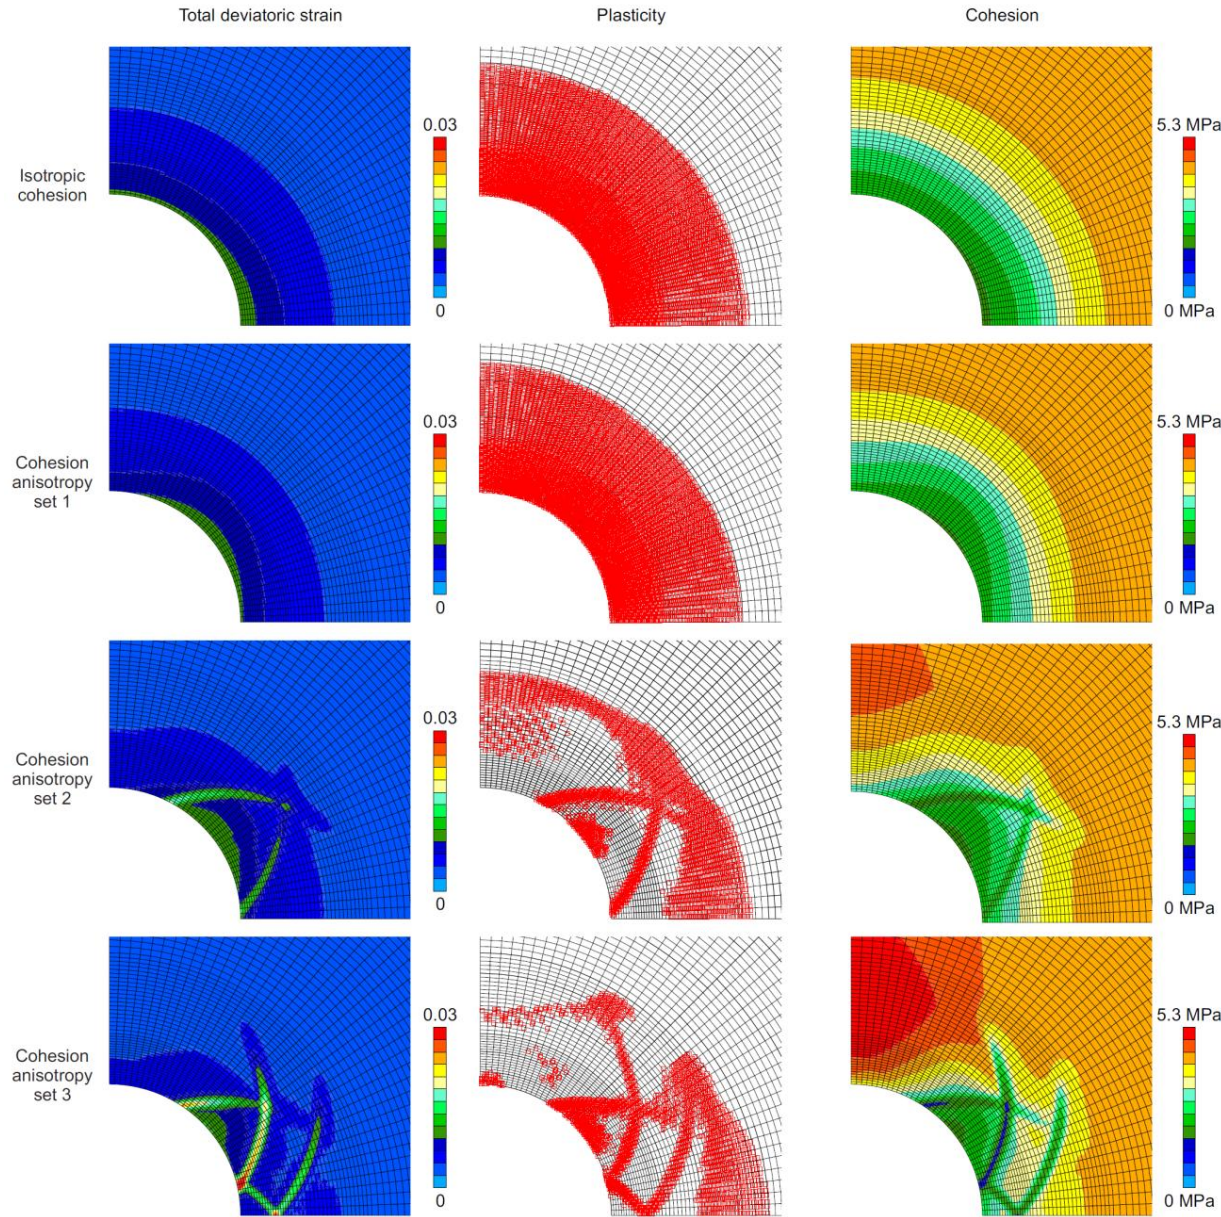 Total deviatoric strain
Plasticity
Cohesion
Isotropic
cohesion
0.03
0
5.3 MPa
0 MPa
Cohesion
anisotropy
set 1
0.03
0
5.3 MPa
0 MPa
Cohesion
anisotropy
set 2
0.03
0
5.3 MPa
0 MPa
Cohesion
anisotropy
set 3
0.03
0
5.3 MPa
0 MPa